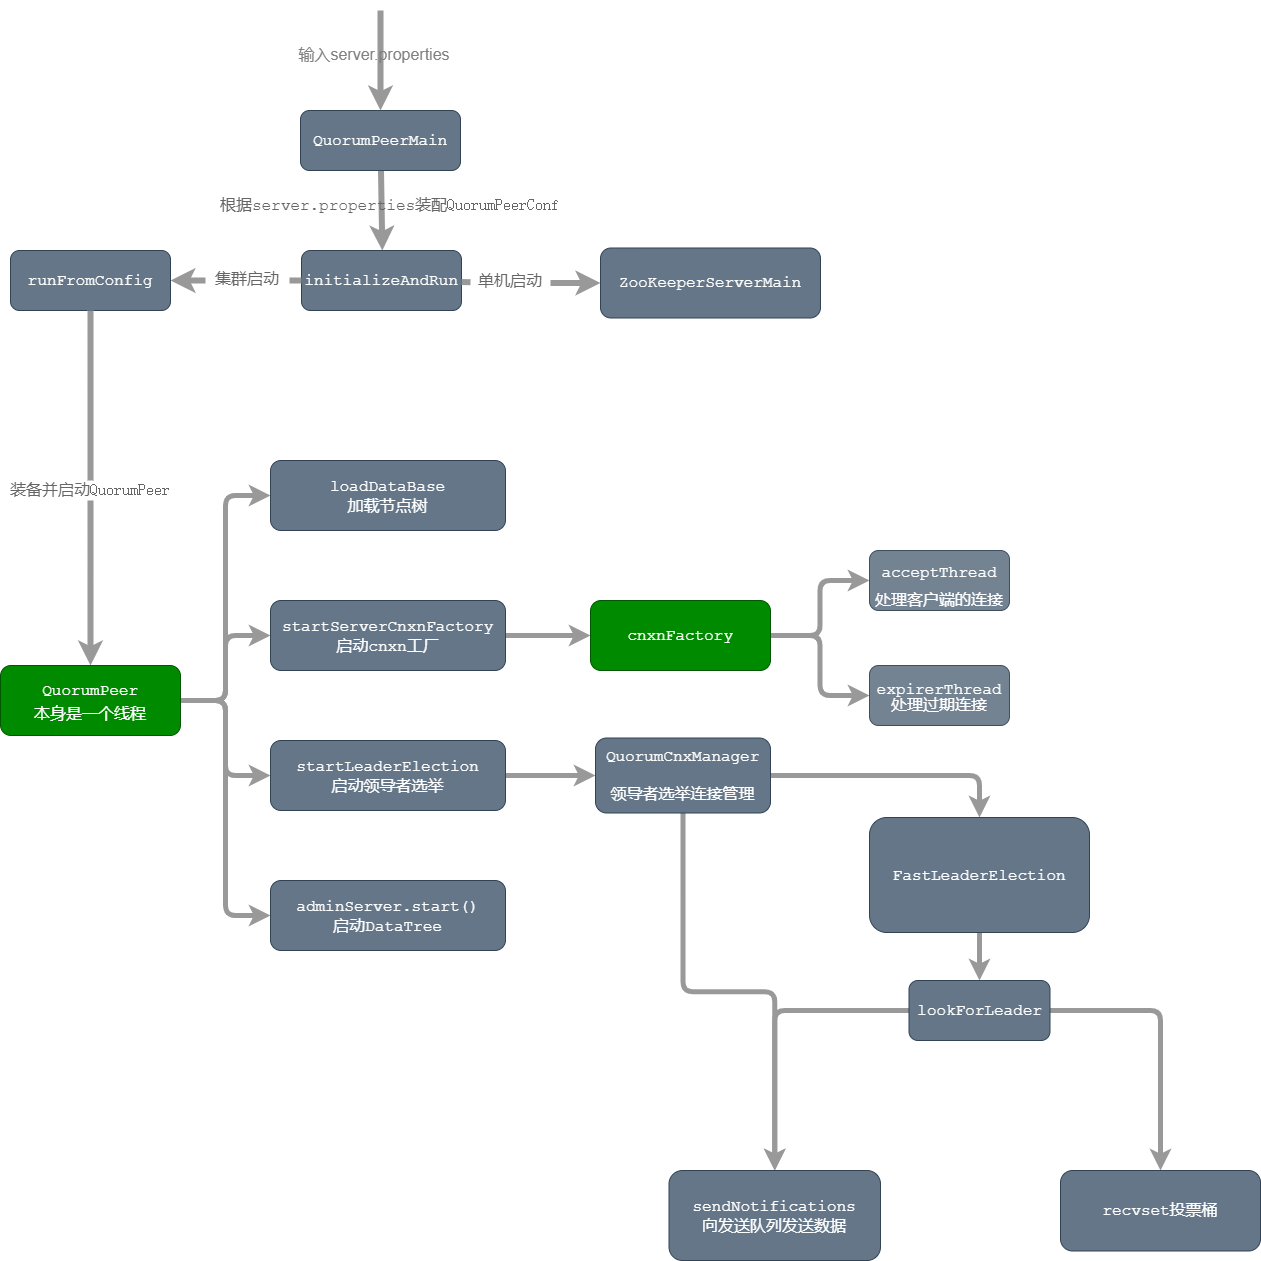 输入server.properties
QuorumPeerMain
根据server.properties装配QuorumPeerConf
runFromConfig
集群启动
initializeAndRun
单机启动
ZooKeeperServerMain
装备并启动QuorumPeer
loadDataBase
加载节点树
startServerCnxnFactory
启动cnxn工厂
cnxnFactory
acceptThread
处理客户端的连接
expirerThread
处理过期连接
QuorumPeer
本身是一个线程
startLeaderElection
启动领导者选举
QuorumCnxManager
领导者选举连接管理
FastLeaderElection
adminServer.start()
启动DataTree
lookForLeader
sendNotifications
向发送队列发送数据
recvset投票桶